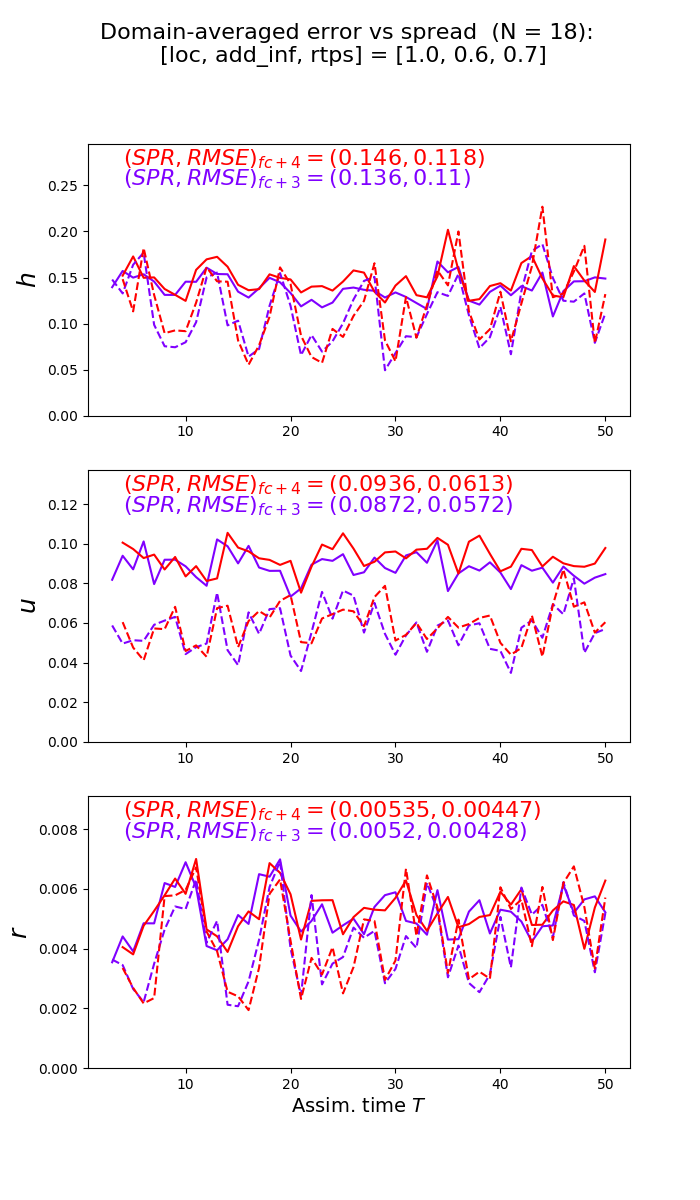 Domain-averaged error vs spread (N = 18):
[loc, add_inf, rtps] = [1.0, 0.6, 0.7]
(SPR, RMSE)fc+4 = (0.146, 0.118)
(SPR, RMSE)fc+3 = (0.136, 0.11)
0.25
0.20
0.15
0.10
0.05
0.00
h
10 20 30 40 50
(SPR, RMSE)fc+4 = (0.0936, 0.0613)
(SPR, RMSE)fc+3 = (0.0872, 0.0572)
0.12
0.10
0.08
0.06
0.04
0.02
0.00
u
10 20 30 40 50
(SPR, RMSE)fc+4 = (0.00535, 0.00447)
(SPR, RMSE)fc+3 = (0.0052, 0.00428)
0.008
0.006
0.004
0.002
0.000
r
10 20 30 40 50
Assim. time T